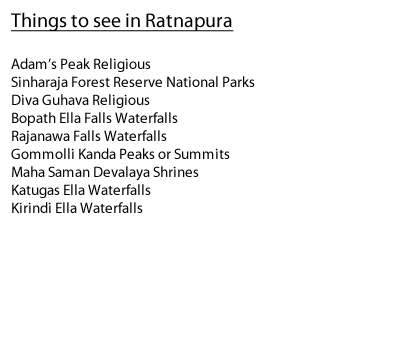 Things to see in Ratnapura
Adam's Peak Religious
Sinharaja Forest Reserve National Parks
Diva Guhava Religious
Bopath Ella Falls Waterfalls
Rajanawa Falls Waterfalls
Gommolli Kanda Peaks or Summits
Maha Saman Devalaya Shrines
Katugas Ella Waterfalls
Kirindi Ella Waterfalls